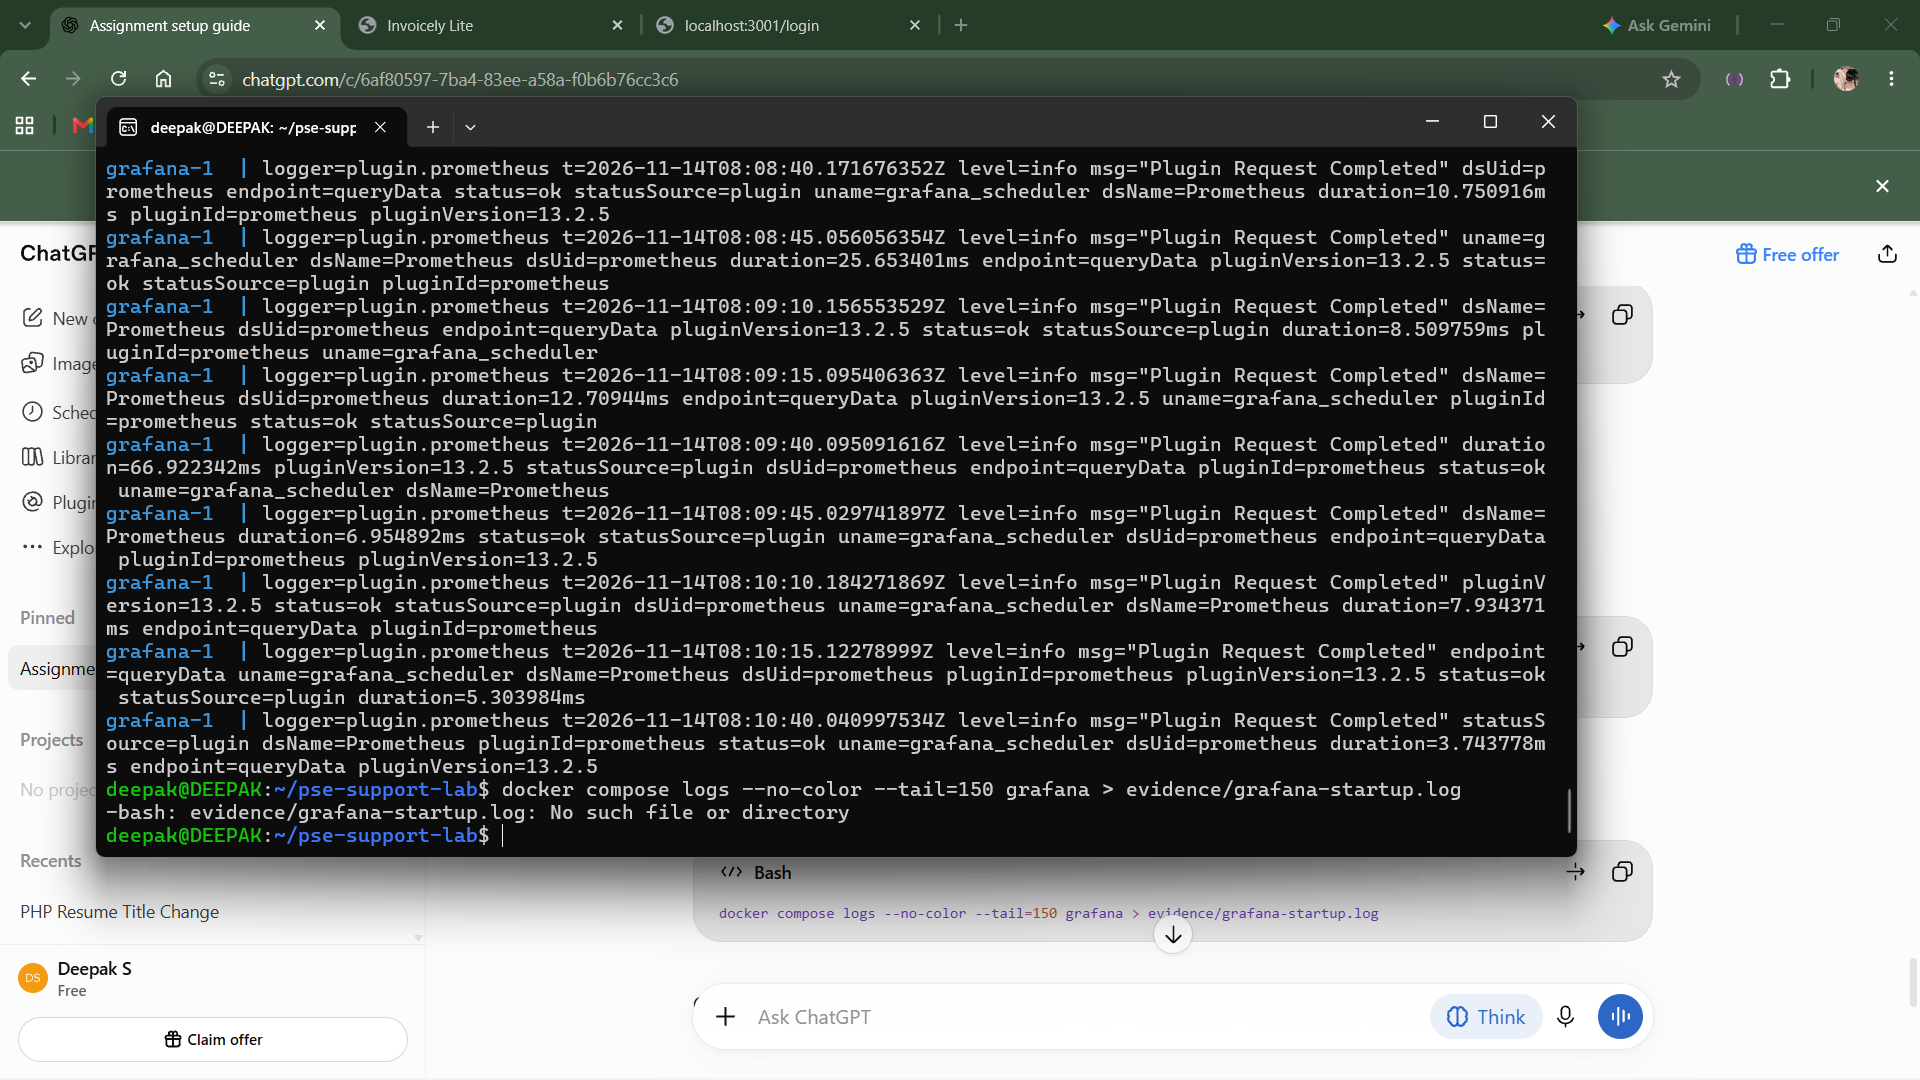 Assignment setup guide
Invoicely Lite
localhost:3001/login
Ask Gemini
chatgpt.com/c/6af80597-7ba4-83ee-a58a-f0b6b76cc3c6
deepak@DEEPAK: ~/pse-supp
grafana-1  | logger=plugin.prometheus t=2026-11-14T08:08:40.171676352Z level=info msg="Plugin Request Completed" dsUid=p
rometheus endpoint=queryData status=ok statusSource=plugin uname=grafana_scheduler dsName=Prometheus duration=10.750916m
s pluginId=prometheus pluginVersion=13.2.5
grafana-1  | logger=plugin.prometheus t=2026-11-14T08:08:45.056056354Z level=info msg="Plugin Request Completed" uname=g
rafana_scheduler dsName=Prometheus dsUid=prometheus duration=25.653401ms endpoint=queryData pluginVersion=13.2.5 status=
ok statusSource=plugin pluginId=prometheus
grafana-1  | logger=plugin.prometheus t=2026-11-14T08:09:10.156553529Z level=info msg="Plugin Request Completed" dsName=
Prometheus dsUid=prometheus endpoint=queryData pluginVersion=13.2.5 status=ok statusSource=plugin duration=8.509759ms pl
uginId=prometheus uname=grafana_scheduler
grafana-1  | logger=plugin.prometheus t=2026-11-14T08:09:15.095406363Z level=info msg="Plugin Request Completed" dsName=
Prometheus dsUid=prometheus duration=12.70944ms endpoint=queryData pluginVersion=13.2.5 uname=grafana_scheduler pluginId
=prometheus status=ok statusSource=plugin
grafana-1  | logger=plugin.prometheus t=2026-11-14T08:09:40.095091616Z level=info msg="Plugin Request Completed" duratio
n=66.922342ms pluginVersion=13.2.5 statusSource=plugin dsUid=prometheus endpoint=queryData pluginId=prometheus status=ok
 uname=grafana_scheduler dsName=Prometheus
grafana-1  | logger=plugin.prometheus t=2026-11-14T08:09:45.029741897Z level=info msg="Plugin Request Completed" dsName=
Prometheus duration=6.954892ms status=ok statusSource=plugin uname=grafana_scheduler dsUid=prometheus endpoint=queryData
 pluginId=prometheus pluginVersion=13.2.5
grafana-1  | logger=plugin.prometheus t=2026-11-14T08:10:10.184271869Z level=info msg="Plugin Request Completed" pluginV
ersion=13.2.5 status=ok statusSource=plugin dsUid=prometheus uname=grafana_scheduler dsName=Prometheus duration=7.934371
ms endpoint=queryData pluginId=prometheus
grafana-1  | logger=plugin.prometheus t=2026-11-14T08:10:15.12278999Z level=info msg="Plugin Request Completed" endpoint
=queryData uname=grafana_scheduler dsName=Prometheus dsUid=prometheus pluginId=prometheus pluginVersion=13.2.5 status=ok
 statusSource=plugin duration=5.303984ms
grafana-1  | logger=plugin.prometheus t=2026-11-14T08:10:40.040997534Z level=info msg="Plugin Request Completed" statusS
ource=plugin dsName=Prometheus pluginId=prometheus status=ok uname=grafana_scheduler dsUid=prometheus duration=3.743778m
s endpoint=queryData pluginVersion=13.2.5
deepak@DEEPAK:~/pse-support-lab$ docker compose logs --no-color --tail=150 grafana > evidence/grafana-startup.log
-bash: evidence/grafana-startup.log: No such file or directory
deepak@DEEPAK:~/pse-support-lab$
ChatGP
Free offer
New c
Image
Sched
Librar
Plugin
Explo
Pinned
Assignme
Projects
No projec
Recents
PHP Resume Title Change
Deepak S
DS
Free
Claim offer
Bash
docker compose logs --no-color --tail=150 grafana > evidence/grafana-startup.log
Ask ChatGPT
Think